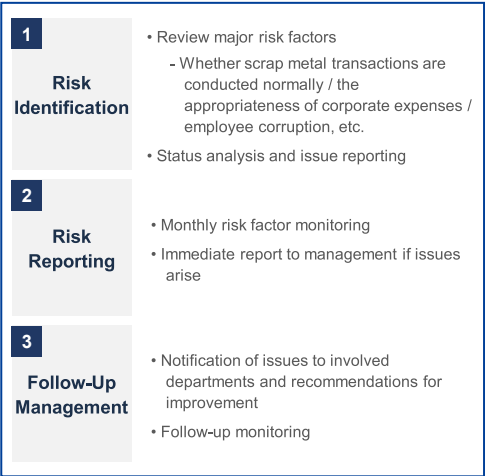 1
Risk
Identification
• Review major risk factors
- Whether scrap metal transactions are
conducted normally / the
appropriateness of corporate expenses /
employee corruption, etc.
• Status analysis and issue reporting
2
Risk
Reporting
• Monthly risk factor monitoring
• Immediate report to management if issues
arise
3
Follow-Up
Management
• Notification of issues to involved
departments and recommendations for
improvement
• Follow-up monitoring